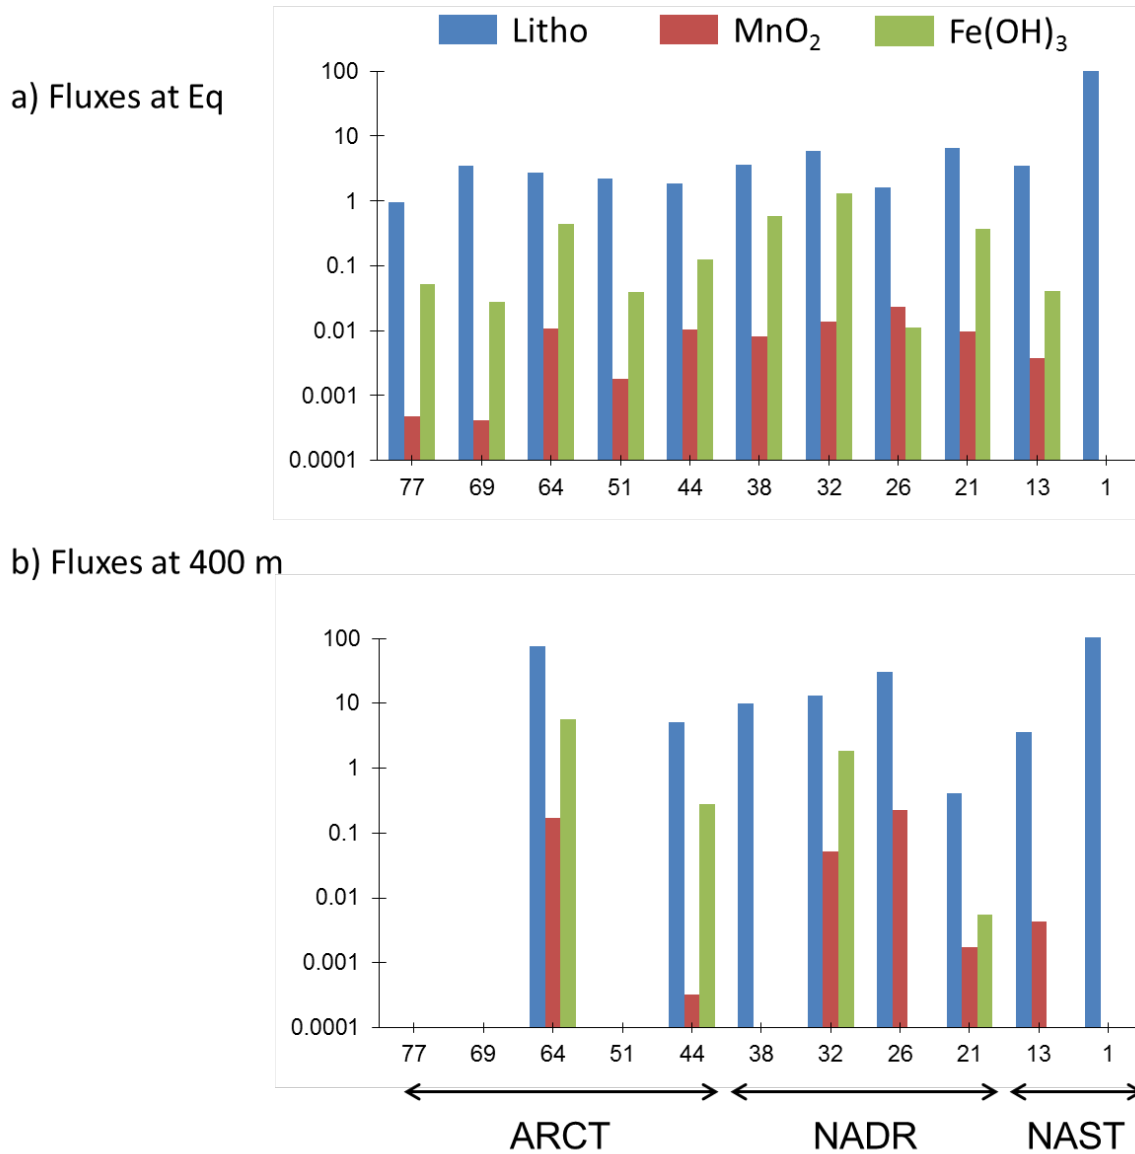 Litho MnO₂ Fe(OH)₃
a) Fluxes at Eq
100
10
1
0.1
0.01
0.001
0.0001
77 69 64 51 44 38 32 26 21 13 1
b) Fluxes at 400 m
100
10
1
0.1
0.01
0.001
0.0001
77 69 64 51 44 38 32 26 21 13 1
ARCT NADR NAST